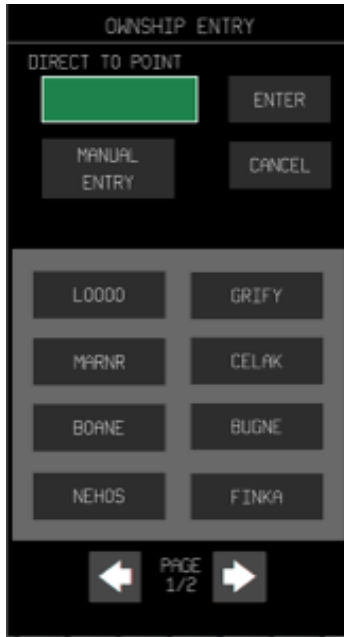 OWNSHIP ENTRY
DIRECT TO POINT
ENTER
MANUAL
ENTRY
CANCEL
LOOOO
GRIFY
MARNR
CELAK
BOANE
BUGNE
NEHOS
FINKA
PAGE
1/2